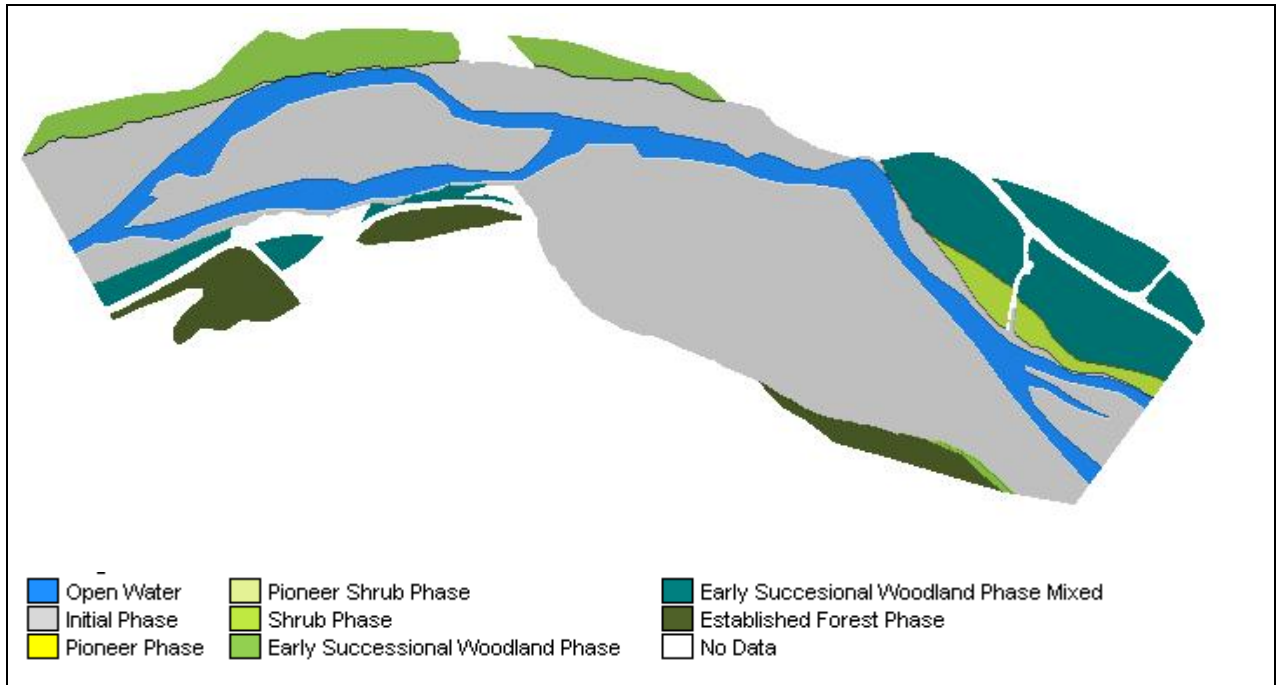 Open Water
Initial Phase
Pioneer Phase
Pioneer Shrub Phase
Shrub Phase
Early Successional Woodland Phase
Early Succesional Woodland Phase Mixed
Established Forest Phase
No Data